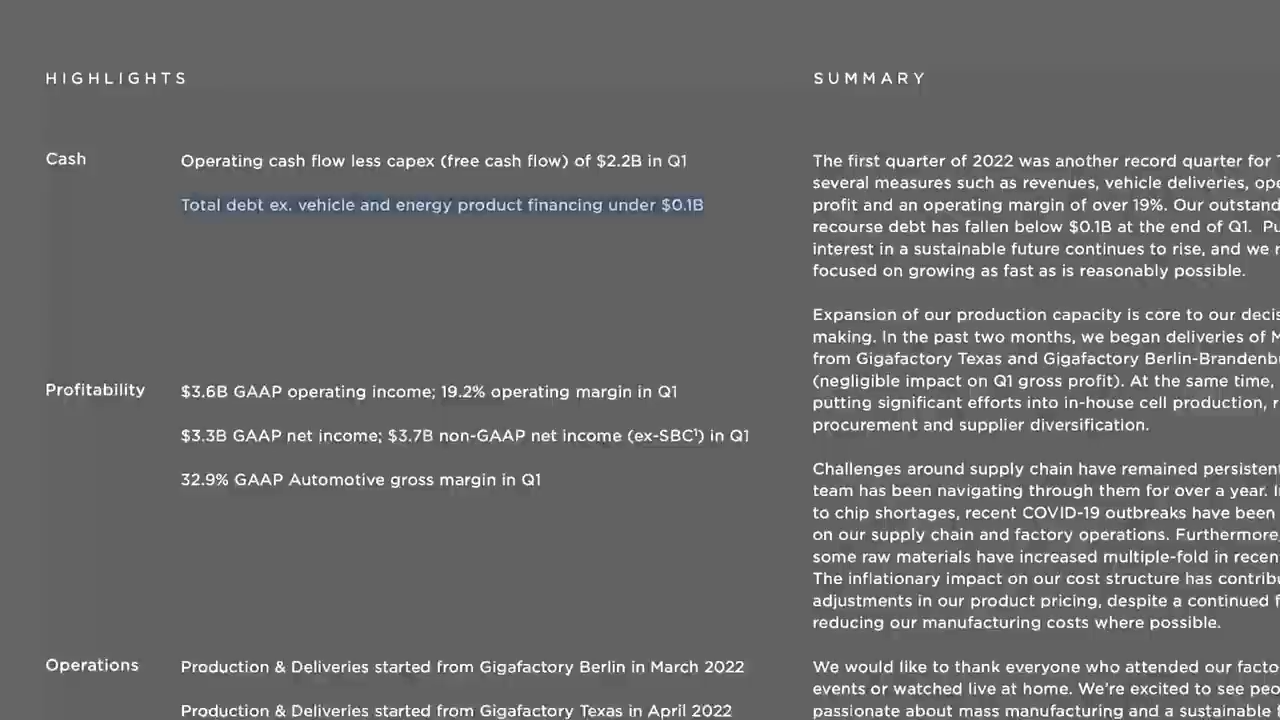 HIGHLIGHTS
Cash
Operating cash flow less capex (free cash flow) of $2.2B in Q1
Total debt ex. vehicle and energy product financing under $0.1B
Profitability
$3.6B GAAP operating income; 19.2% operating margin in Q1
$3.3B GAAP net income; $3.7B non-GAAP net income (ex-SBC¹) in Q1
32.9% GAAP Automotive gross margin in Q1
Operations
Production & Deliveries started from Gigafactory Berlin in March 2022
Production & Deliveries started from Gigafactory Texas in April 2022
SUMMARY
The first quarter of 2022 was another record quarter for
several measures such as revenues, vehicle deliveries,
profit and an operating margin of over 19%. Our
recourse debt has fallen below $0.1B at the end of Q1.
interest in a sustainable future continues to rise, and we
focused on growing as fast as is reasonably possible.
Expansion of our production capacity is core to our
making. In the past two months, we began deliveries of
from Gigafactory Texas and Gigafactory
(negligible impact on Q1 gross profit). At the same time,
putting significant efforts into in-house cell production,
procurement and supplier diversification.
Challenges around supply chain have remained persistent
team has been navigating through them for over a year.
to chip shortages, recent COVID-19 outbreaks have been
on our supply chain and factory operations. Furthermore,
some raw materials have increased multiple-fold in
The inflationary impact on our cost structure has
adjustments in our product pricing, despite a continued
reducing our manufacturing costs where possible.
We would like to thank everyone who attended our
events or watched live at home. We're excited to see
passionate about mass manufacturing and a sustainable